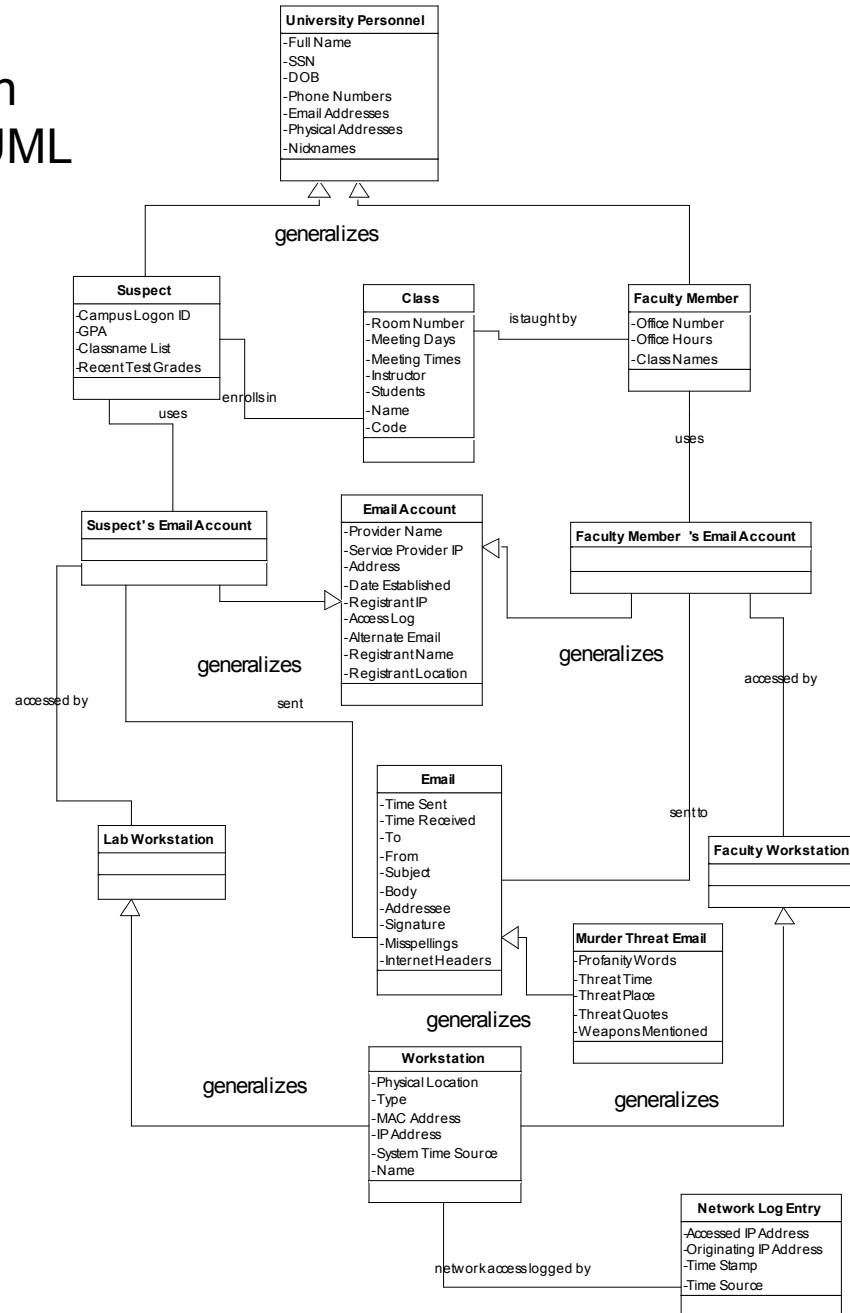 n
UML
University Personnel
-Full Name
-SSN
-DOB
-Phone Numbers
-Email Addresses
-Physical Addresses
-Nicknames
generalizes
Suspect
-Campus Logon ID
-GPA
-Classname List
-Recent Test Grades
Class
-Room Number
-Meeting Days
-Meeting Times
-Instructor
-Students
-Name
-Code
Faculty Member
-Office Number
-Office Hours
-Class Names
is taught by
enrolls in
uses
uses
Suspect's Email Account
Email Account
-Provider Name
-Service Provider IP
-Address
-Date Established
-Registrant IP
-Access Log
-Alternate Email
-Registrant Name
-Registrant Location
Faculty Member 's Email Account
generalizes
generalizes
accessed by
sent
accessed by
Email
-Time Sent
-Time Received
-To
-From
-Subject
-Body
-Addressee
-Signature
-Misspellings
-Internet Headers
sent to
Lab Workstation
Faculty Workstation
Murder Threat Email
-Profanity Words
-Threat Time
-Threat Place
-Threat Quotes
-Weapons Mentioned
generalizes
Workstation
-Physical Location
-Type
-MAC Address
-IP Address
-System Time Source
-Name
generalizes
generalizes
network access logged by
Network Log Entry
-Accessed IP Address
-Originating IP Address
-Time Stamp
-Time Source